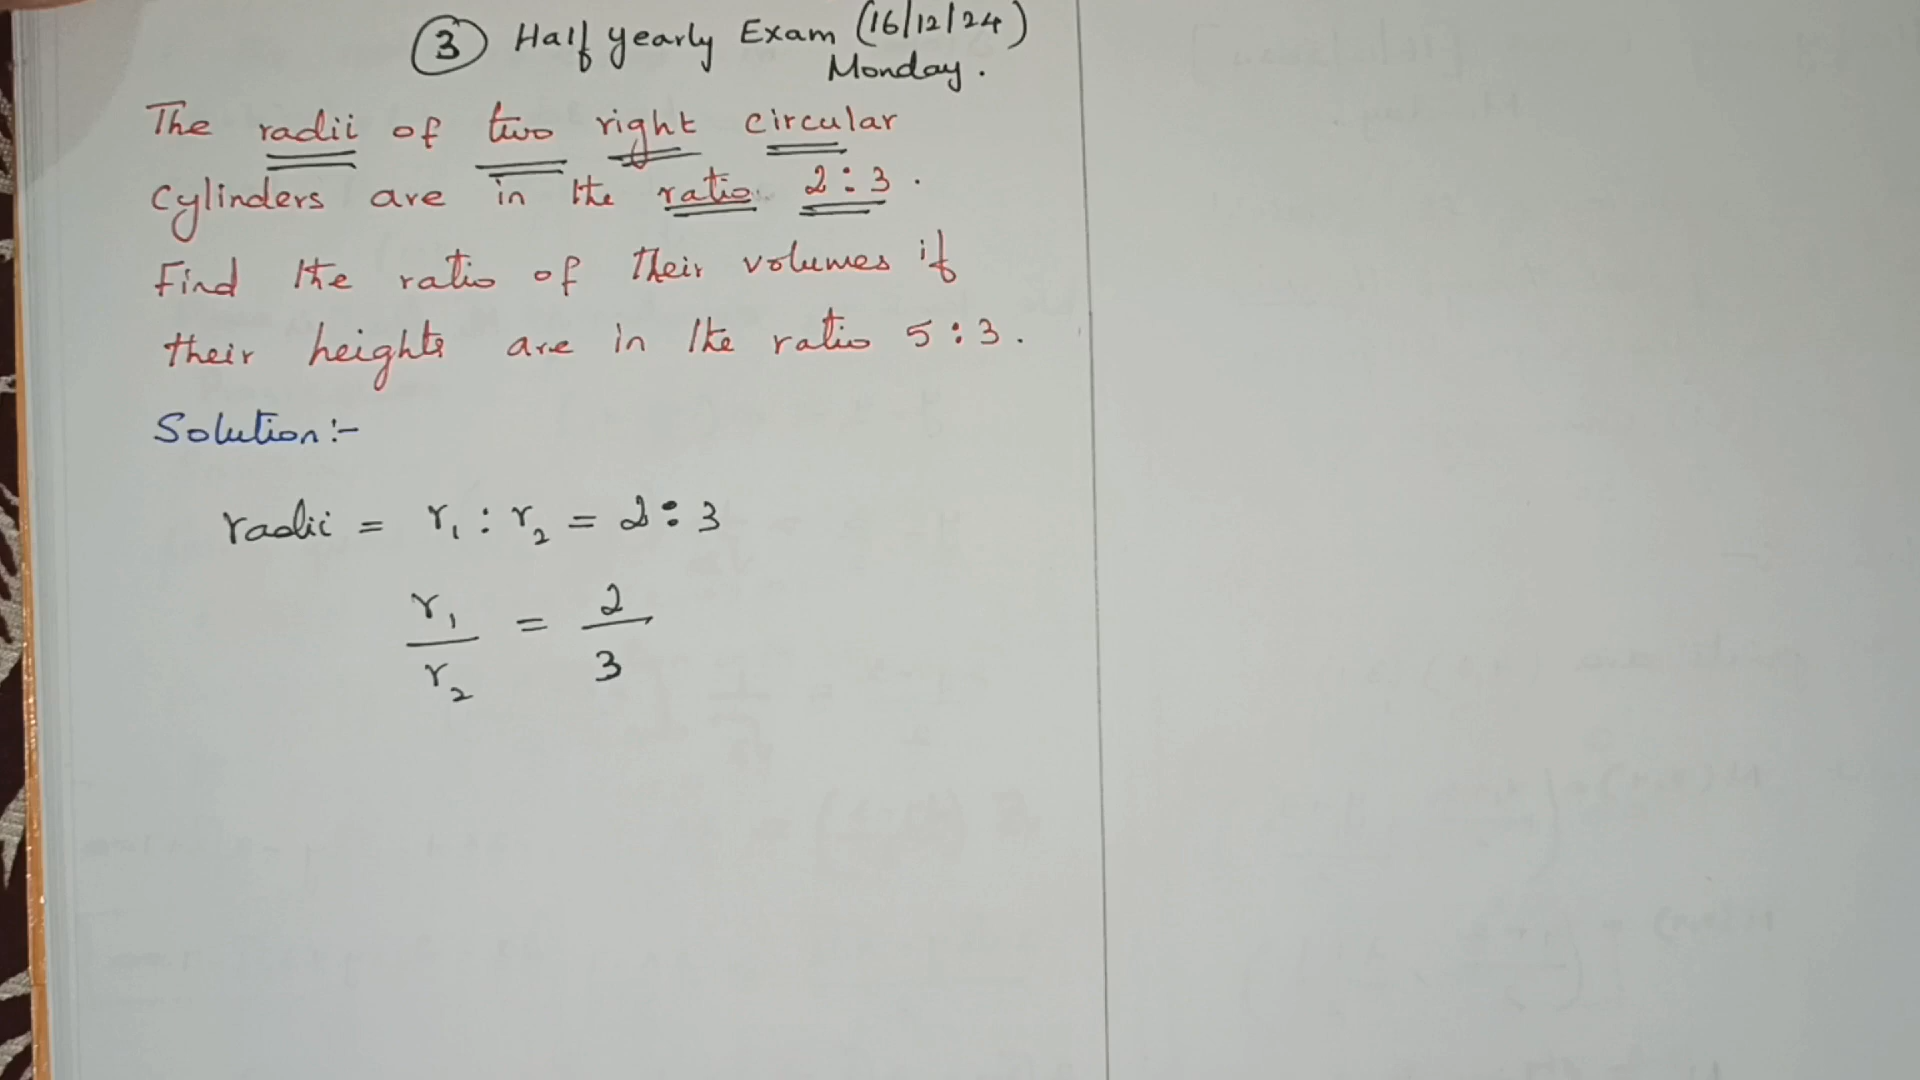 ③ Half yearly Exam (16/12/24)
Monday.
The radii of two right circular
cylinders are in the ratio 2:3.
Find the ratio of their volumes if
their heights are in the ratio 5:3.
Solution:-
radii = r₁ : r₂ = 2:3
r₁/r₂ = 2/3